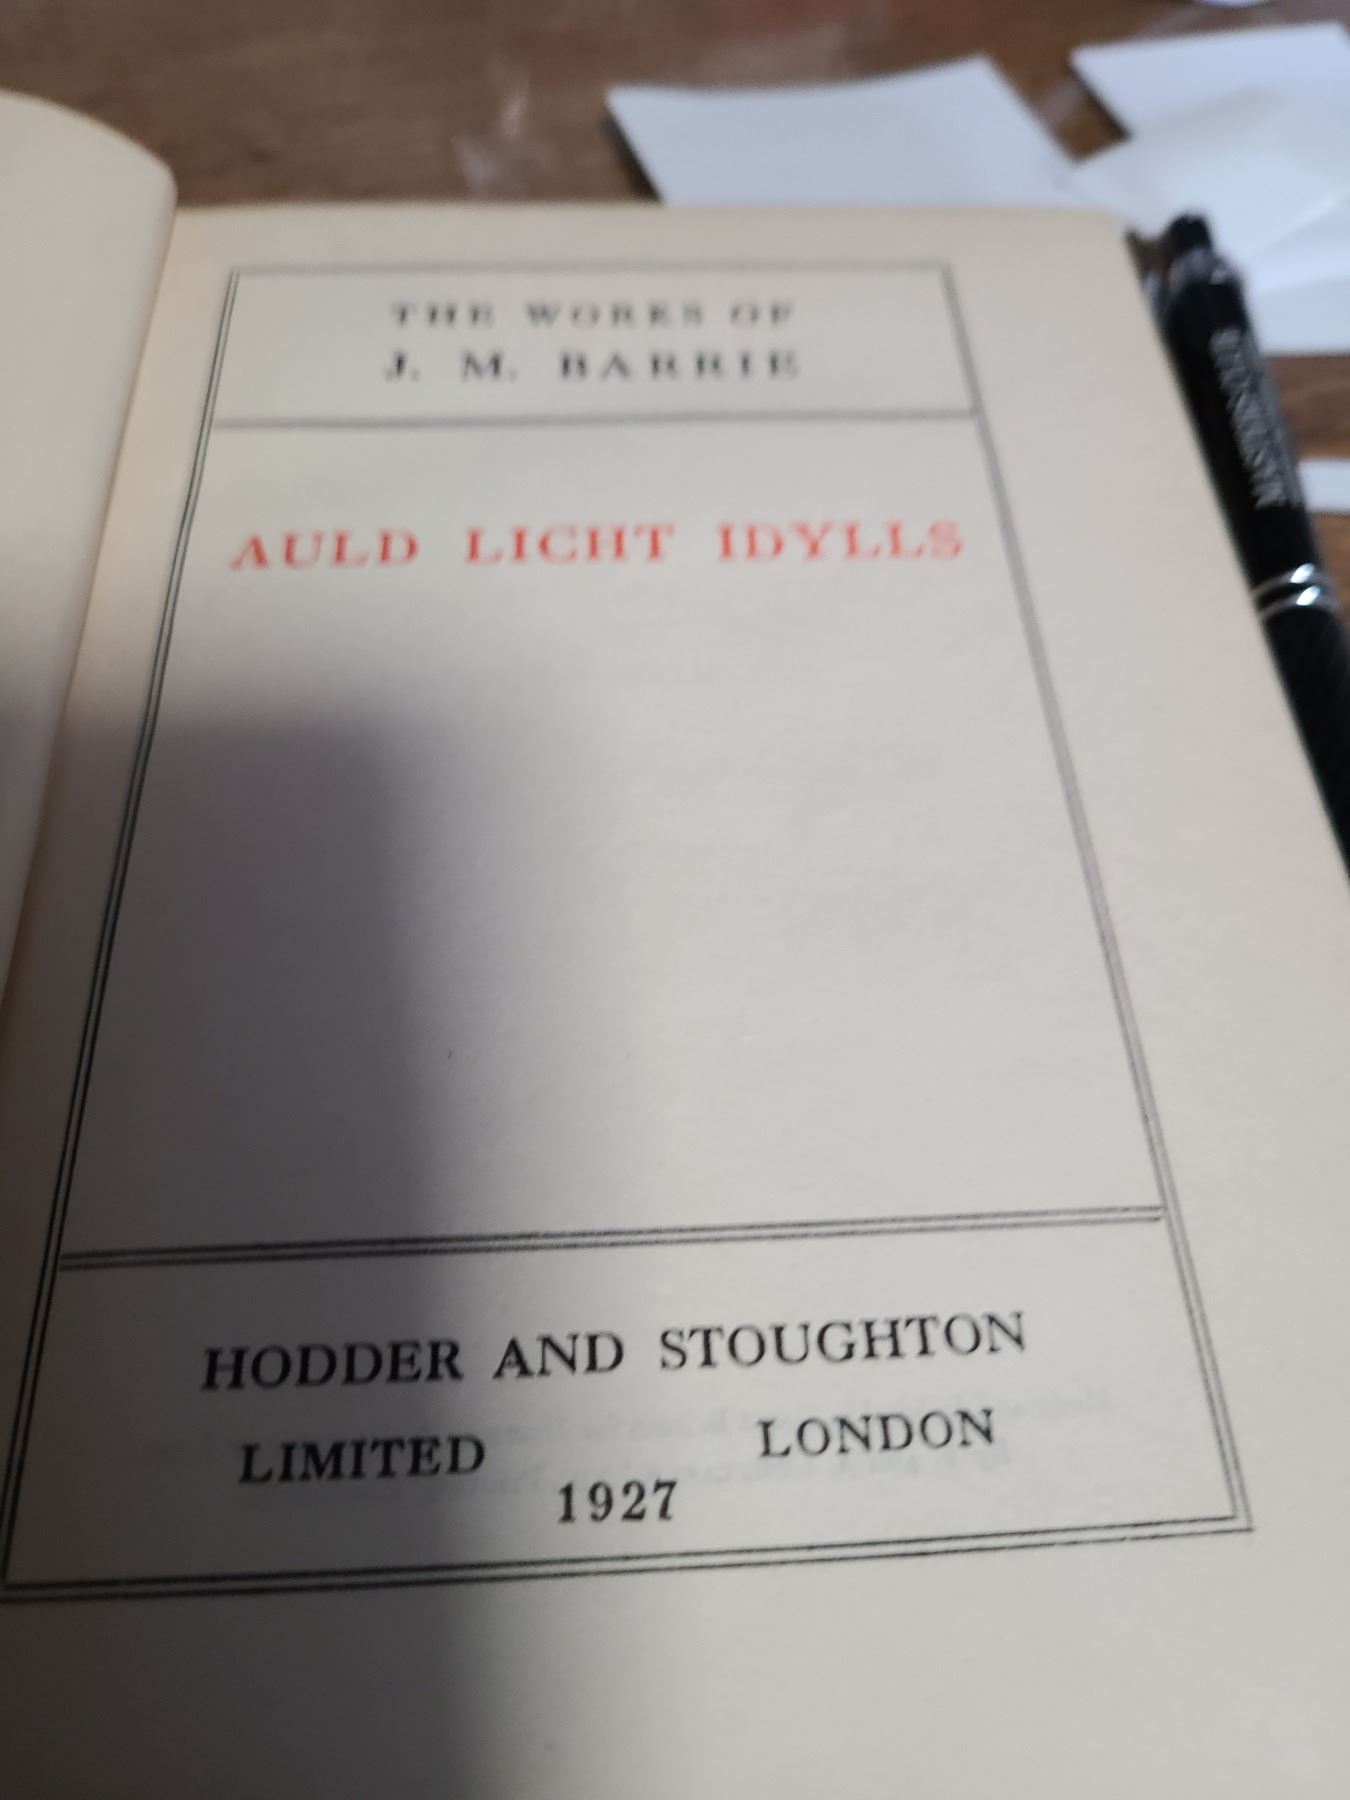 THE WORKS OF
J. M. BARRIE
AULD LICHT IDYLLS
HODDER AND STOUGHTON
LIMITED LONDON
1927